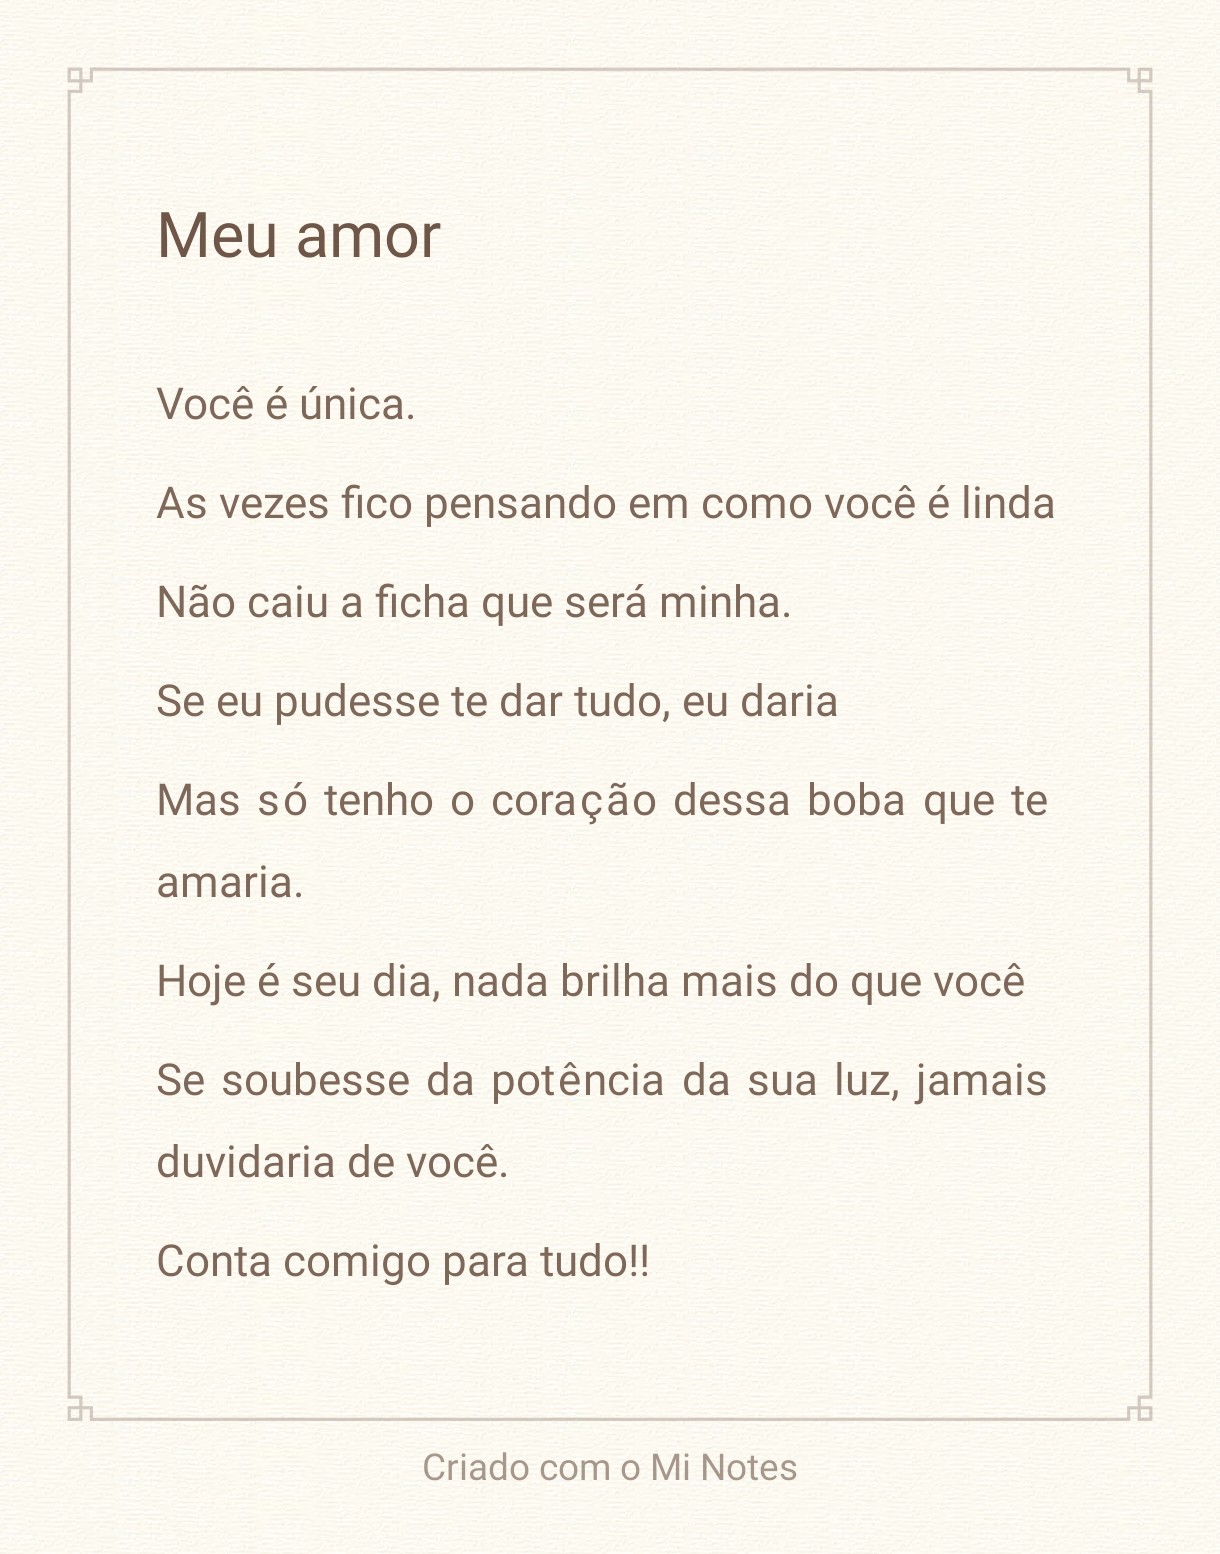 Meu amor
Você é única.
As vezes fico pensando em como você é linda
Não caiu a ficha que será minha.
Se eu pudesse te dar tudo, eu daria
Mas só tenho o coração dessa boba que te
amaria.
Hoje é seu dia, nada brilha mais do que você
Se soubesse da potência da sua luz, jamais
duvidaria de você.
Conta comigo para tudo!!
Criado com o Mi Notes